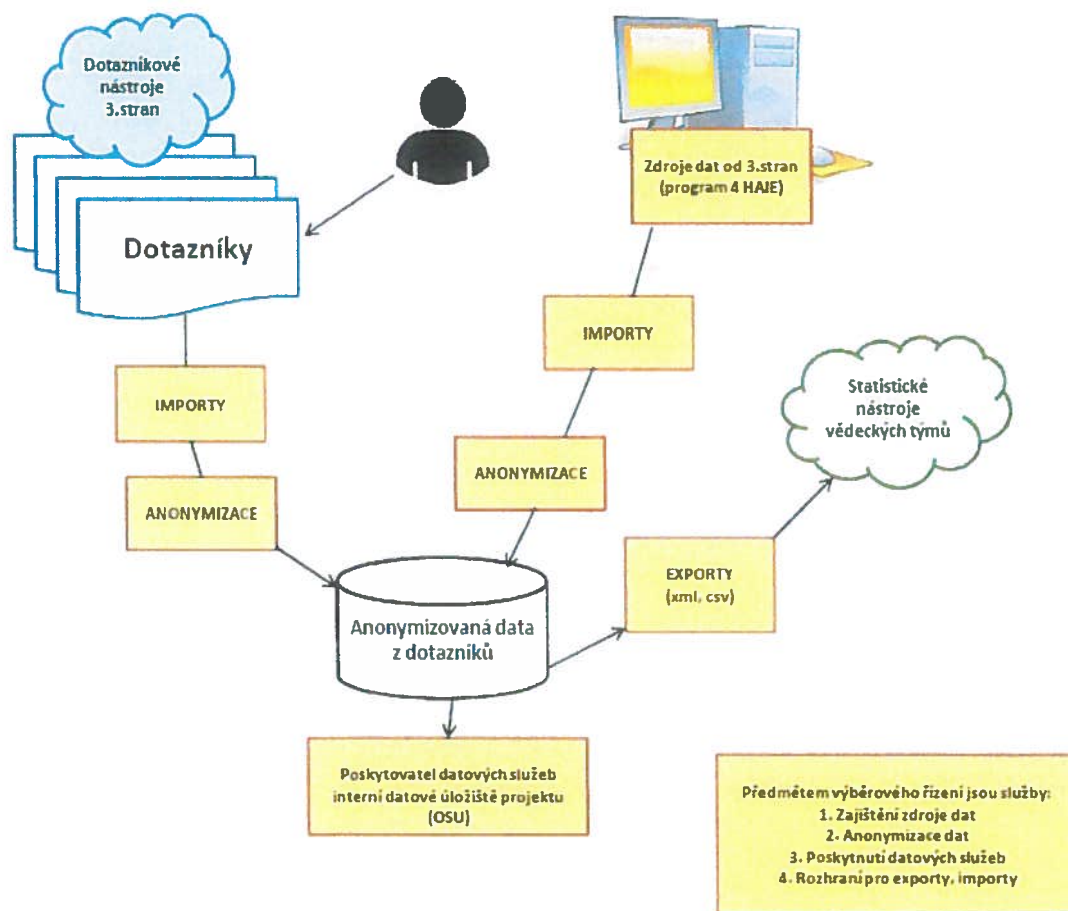 Dotazníkové
nástroje
3.stran
Dotazníky
Zdroje dat od 3.stran
(program 4 HAIE)
IMPORTY
IMPORTY
Statistické
nástroje
vědeckých týmů
ANONYMIZACE
ANONYMIZACE
EXPORTY
(xml, csv)
Anonymizovaná data
z dotazníků
Poskytovatel datových služeb
interní datové úložiště projektu
(OSU)
Předmětem výběrového řízení jsou služby:
1. Zajištění zdroje dat
2. Anonymizace dat
3. Poskytnutí datových služeb
4. Rozhraní pro exporty, importy